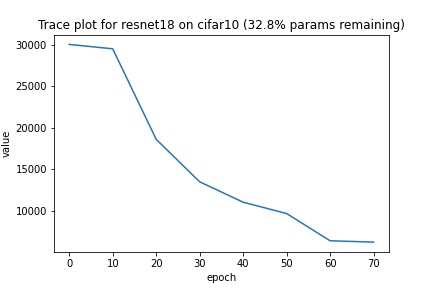 Trace plot for resnet18 on cifar10 (32.8% params remaining)
30000
25000
20000
15000
10000
value
0 10 20 30 40 50 60 70
epoch